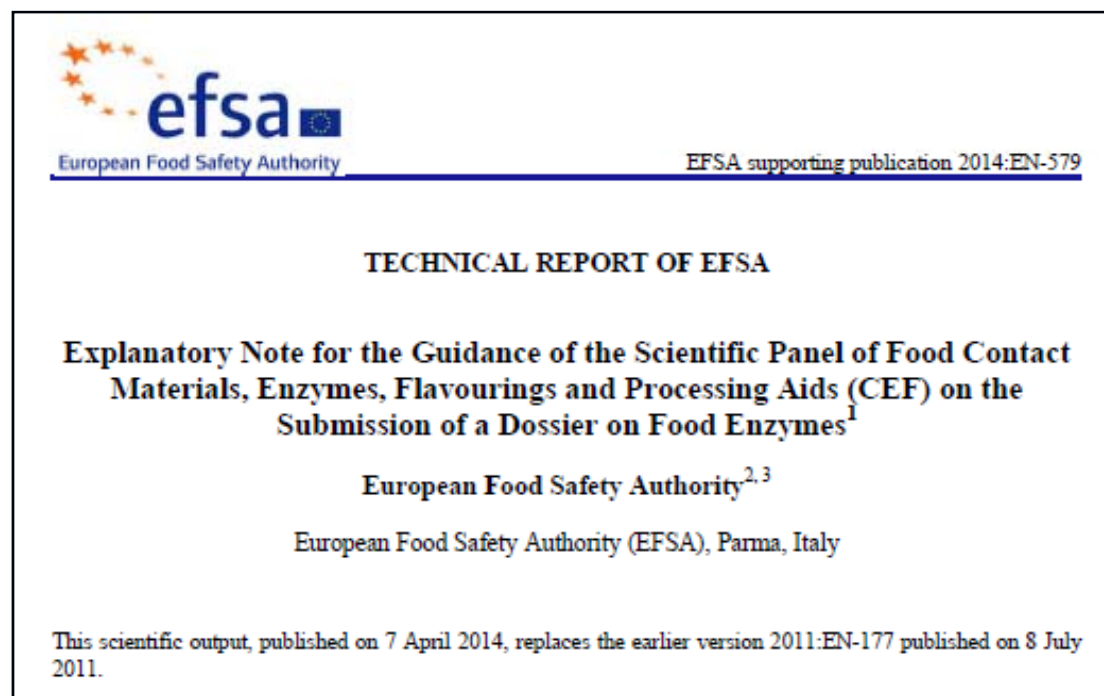 efsa
European Food Safety Authority
EFSA supporting publication 2014:EN-579
TECHNICAL REPORT OF EFSA
Explanatory Note for the Guidance of the Scientific Panel of Food Contact
Materials, Enzymes, Flavourings and Processing Aids (CEF) on the
Submission of a Dossier on Food Enzymes1
European Food Safety Authority2, 3
European Food Safety Authority (EFSA), Parma, Italy
This scientific output, published on 7 April 2014, replaces the earlier version 2011:EN-177 published on 8 July
2011.